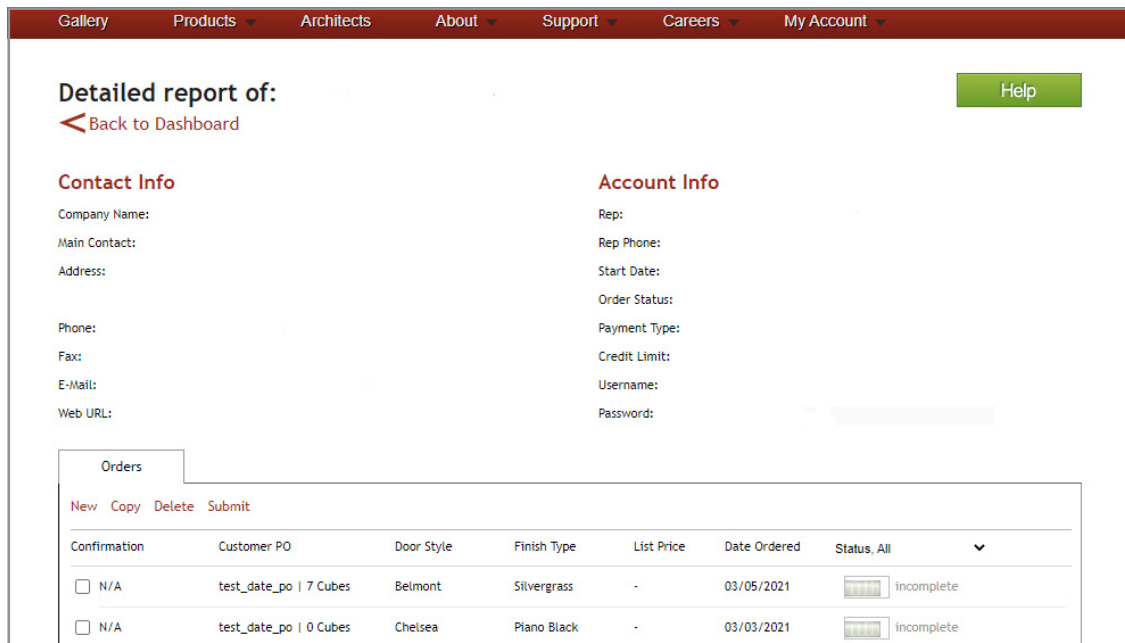 Gallery Products Architects About Support Careers My Account
Detailed report of:
Help
Back to Dashboard
Contact Info
Company Name:
Main Contact:
Address:
Phone:
Fax:
E-Mail:
Web URL:
Account Info
Rep:
Rep Phone:
Start Date:
Order Status:
Payment Type:
Credit Limit:
Username:
Password:
Orders
New Copy Delete Submit
Confirmation Customer PO Door Style Finish Type List Price Date Ordered Status, All
N/A test_date_po | 7 Cubes Belmont Silvergrass - 03/05/2021 incomplete
N/A test_date_po | 0 Cubes Chelsea Piano Black - 03/03/2021 incomplete